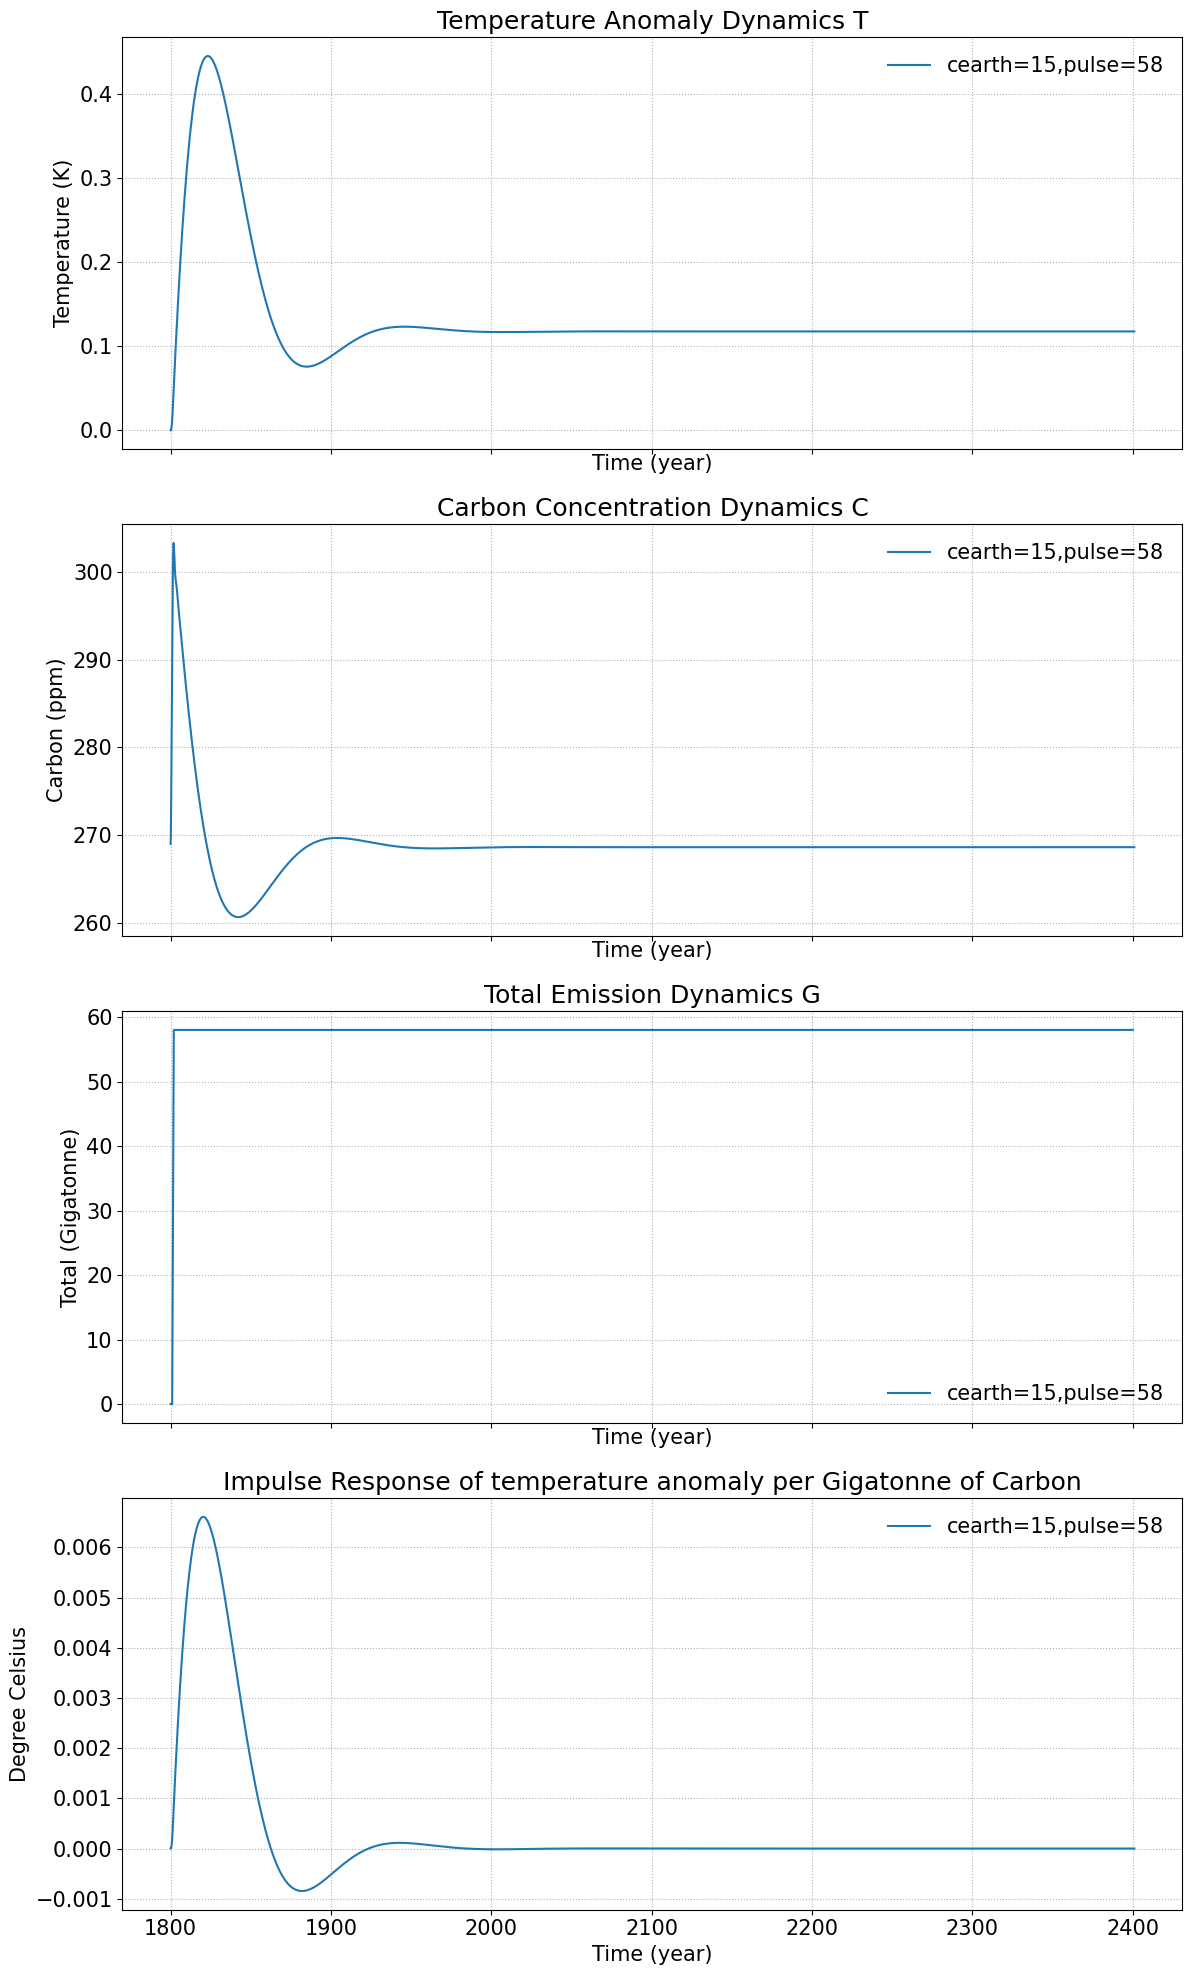 Temperature Anomaly Dynamics T
cearth=15,pulse=58
0.4
0.3
0.2
0.1
0.0
Temperature (K)
Time (year)
Carbon Concentration Dynamics C
cearth=15,pulse=58
300
290
280
270
260
Carbon (ppm)
Time (year)
Total Emission Dynamics G
60
50
40
30
20
10
0
Total (Gigatonne)
cearth=15,pulse=58
Time (year)
Impulse Response of temperature anomaly per Gigatonne of Carbon
cearth=15,pulse=58
0.006
0.005
0.004
0.003
0.002
0.001
0.000
−0.001
Degree Celsius
1800 1900 2000 2100 2200 2300 2400
Time (year)